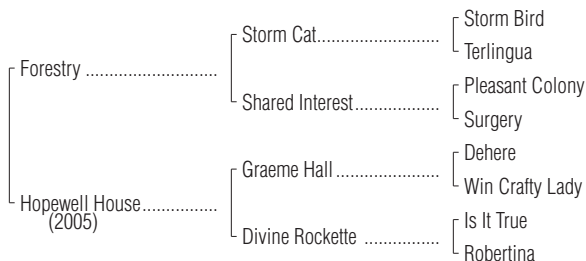 Storm Bird
Storm Cat..............................
Terlingua
Forestry ................................
Pleasant Colony
Shared Interest.....................
Surgery
Dehere
Graeme Hall..........................
Win Crafty Lady
Hopewell House..................
(2005)
Is It True
Divine Rockette ...................
Robertina